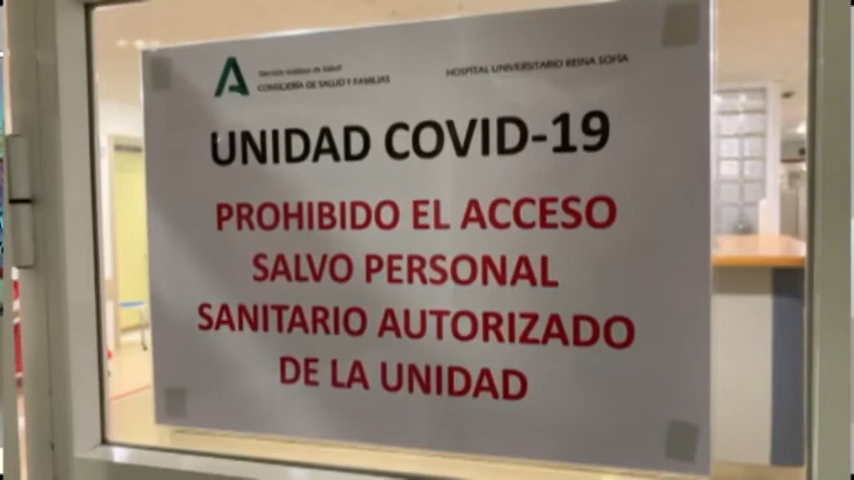 Servicio Andaluz de Salud
CONSEJERÍA DE SALUD Y FAMILIAS
HOSPITAL UNIVERSITARIO REINA SOFÍA
UNIDAD COVID-19
PROHIBIDO EL ACCESO
SALVO PERSONAL
SANITARIO AUTORIZADO
DE LA UNIDAD